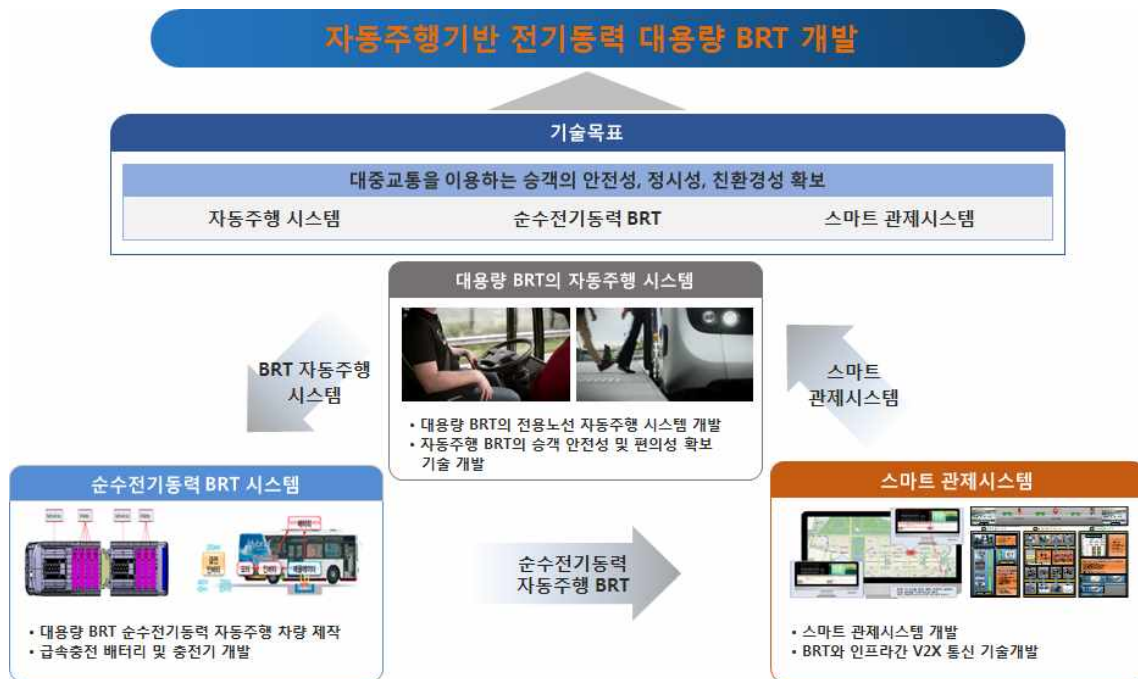 자동주행기반 전기동력 대용량 BRT 개발
기술목표
대중교통을 이용하는 승객의 안전성, 정시성, 친환경성 확보
자동주행 시스템
순수전기동력 BRT
스마트 관제시스템
대용량 BRT의 자동주행 시스템
• 대용량 BRT의 전용노선 자동주행 시스템 개발
• 자동주행 BRT의 승객 안전성 및 편의성 확보
기술 개발
BRT 자동주행
시스템
스마트
관제시스템
순수전기동력 BRT 시스템
배터리
모터
인버터
• 대용량 BRT 순수전기동력 자동주행 차량 제작
• 급속충전 배터리 및 충전기 개발
순수전기동력
자동주행 BRT
스마트 관제시스템
• 스마트 관제시스템 개발
• BRT와 인프라간 V2X 통신 기술개발